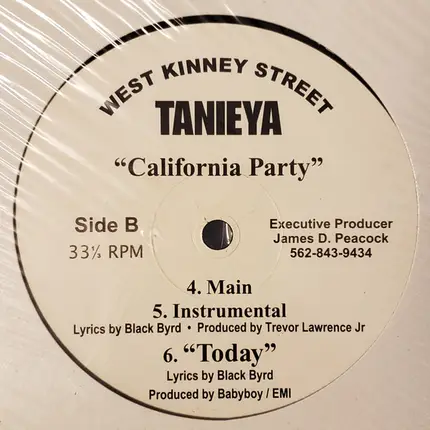 WEST KINNEY STREET
TANIEYA
“California Party”
Side B
33⅓ RPM
Executive Producer
James D. Peacock
562-843-9434
4. Main
5. Instrumental
Lyrics by Black Byrd • Produced by Trevor Lawrence Jr
6. “Today”
Lyrics by Black Byrd
Produced by Babyboy / EMI